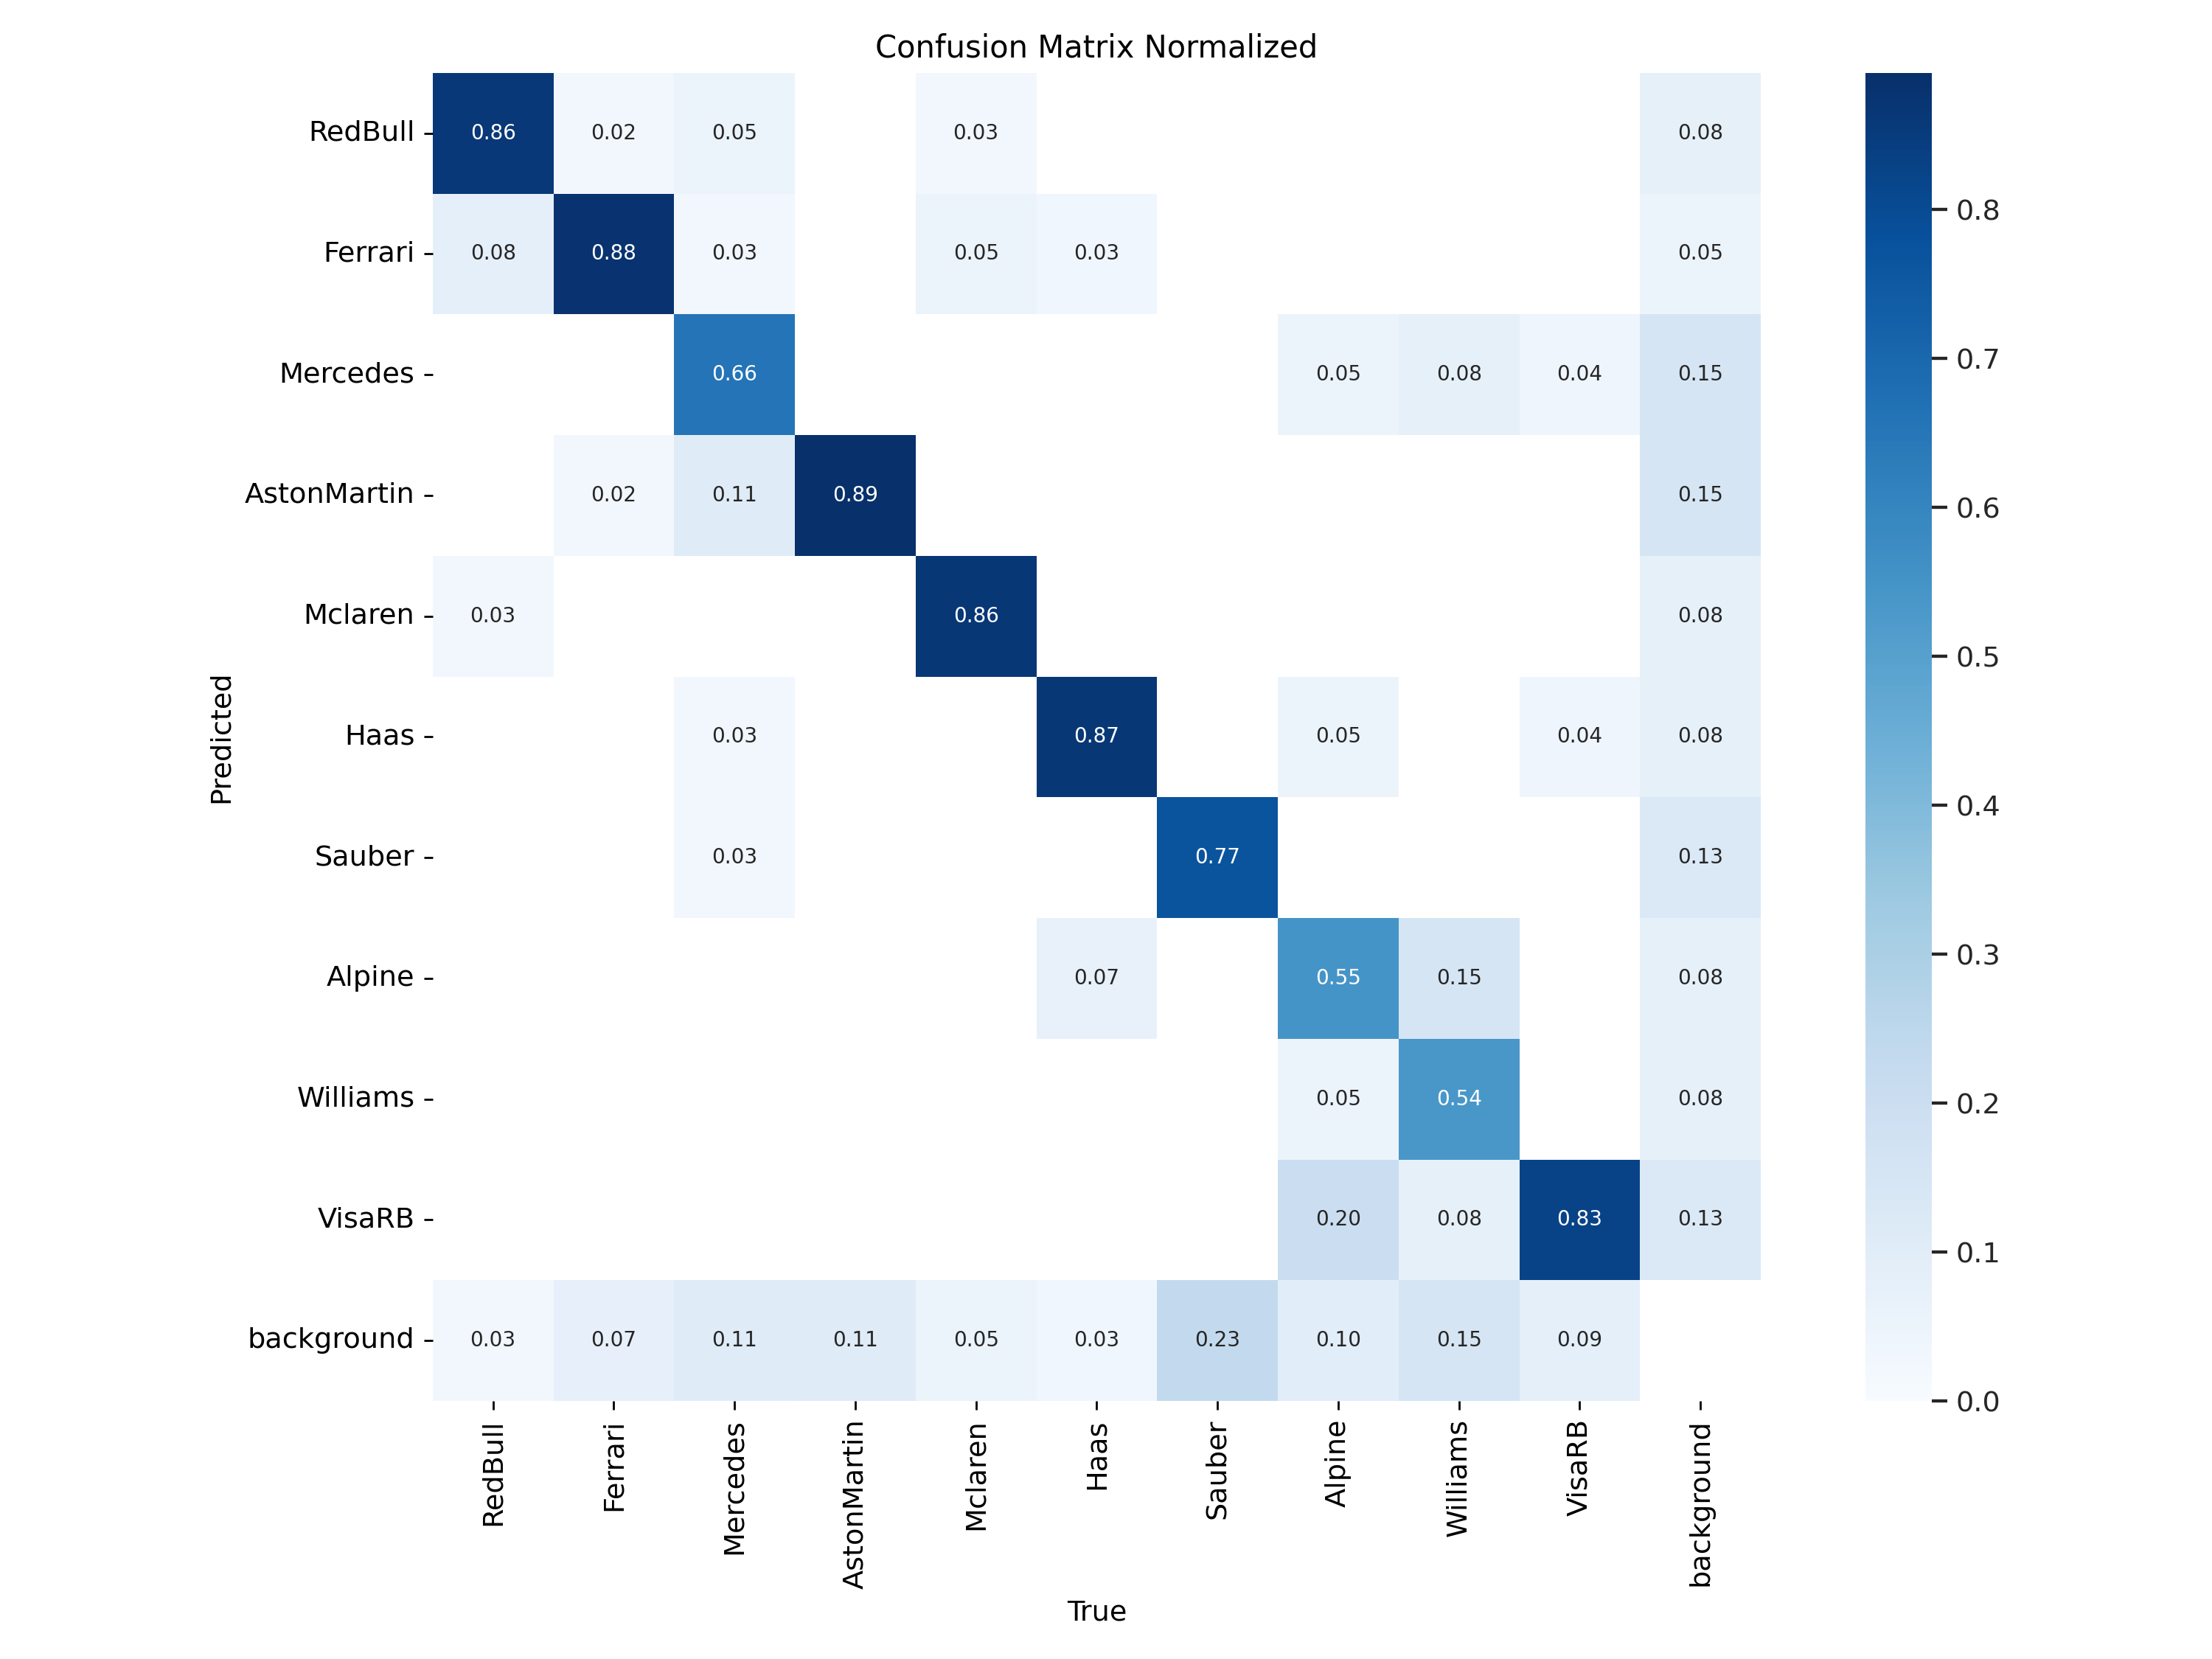 Confusion Matrix Normalized
RedBull 0.86 0.02 0.05 0.03 0.08
Ferrari 0.08 0.88 0.03 0.05 0.03 0.05
Mercedes 0.66 0.05 0.08 0.04 0.15
AstonMartin 0.02 0.11 0.89 0.15
Mclaren 0.03 0.86 0.08
Haas 0.03 0.87 0.05 0.04 0.08
Sauber 0.03 0.77 0.13
Alpine 0.07 0.55 0.15 0.08
Williams 0.05 0.54 0.08
VisaRB 0.20 0.08 0.83 0.13
background 0.03 0.07 0.11 0.11 0.05 0.03 0.23 0.10 0.15 0.09
Predicted
RedBull Ferrari Mercedes AstonMartin Mclaren Haas Sauber Alpine Williams VisaRB background
True
0.8
0.7
0.6
0.5
0.4
0.3
0.2
0.1
0.0